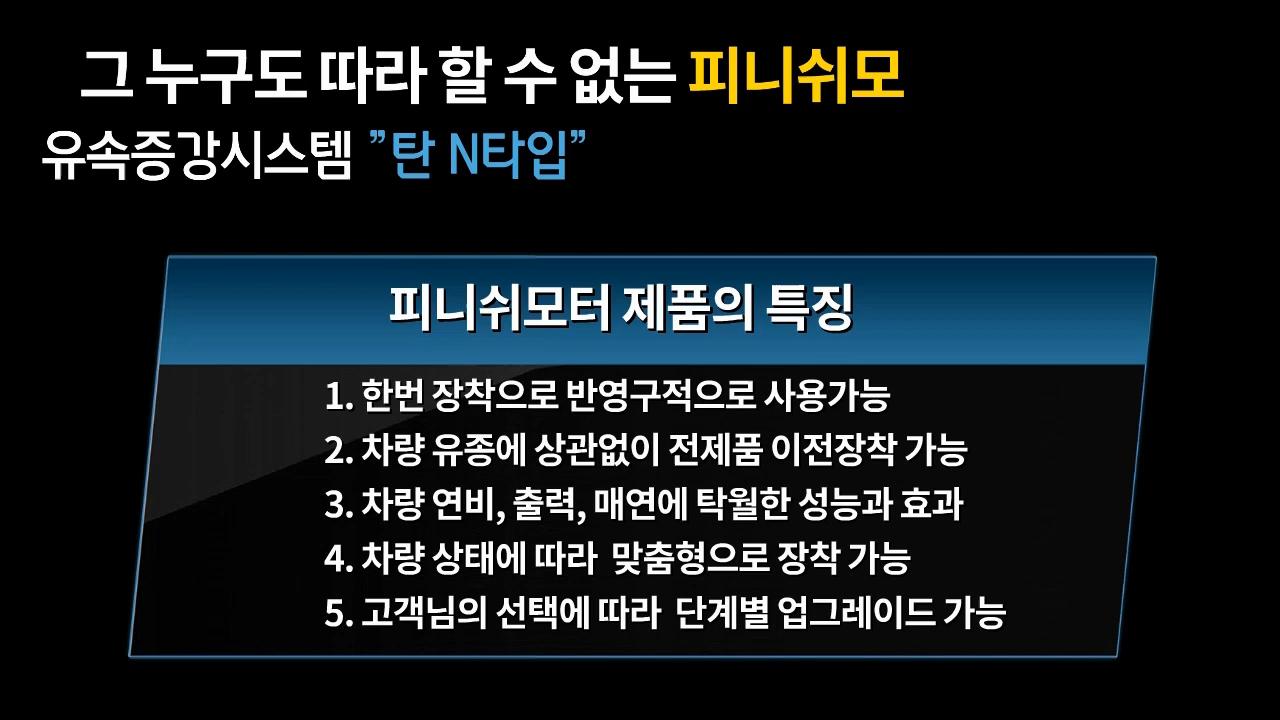 그 누구도 따라 할 수 없는 피니쉬모
유속증강시스템 ”탄 N타입”
피니쉬모터 제품의 특징
1. 한번 장착으로 반영구적으로 사용가능
2. 차량 유종에 상관없이 전제품 이전장착 가능
3. 차량 연비, 출력, 매연에 탁월한 성능과 효과
4. 차량 상태에 따라 맞춤형으로 장착 가능
5. 고객님의 선택에 따라 단계별 업그레이드 가능